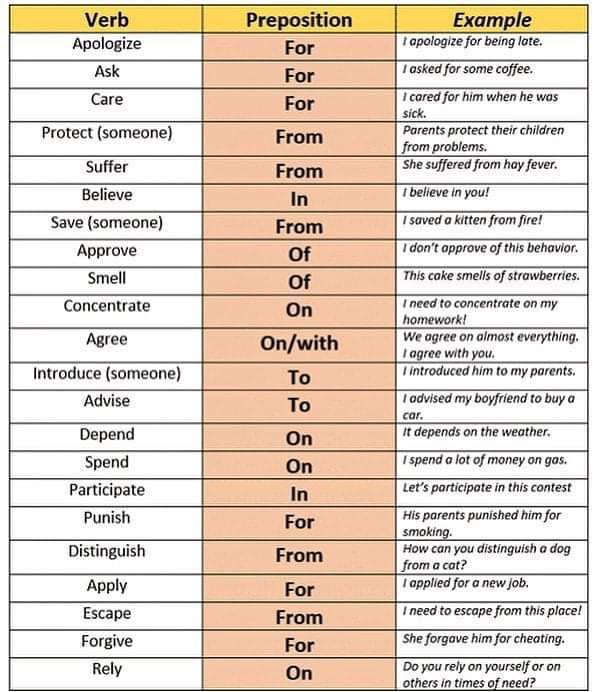 Verb Preposition Example
Apologize For I apologize for being late.
Ask For I asked for some coffee.
Care For I cared for him when he was
sick.
Protect (someone) From Parents protect their children
from problems.
Suffer From She suffered from hay fever.
Believe In I believe in you!
Save (someone) From I saved a kitten from fire!
Approve Of I don't approve of this behavior.
Smell Of This cake smells of strawberries.
Concentrate On I need to concentrate on my
homework!
Agree On/with We agree on almost everything.
I agree with you.
Introduce (someone) To I introduced him to my parents.
Advise To I advised my boyfriend to buy a
car.
Depend On It depends on the weather.
Spend On I spend a lot of money on gas.
Participate In Let's participate in this contest
Punish For His parents punished him for
smoking.
Distinguish From How can you distinguish a dog
from a cat?
Apply For I applied for a new job.
Escape From I need to escape from this place!
Forgive For She forgave him for cheating.
Rely On Do you rely on yourself or on
others in times of need?